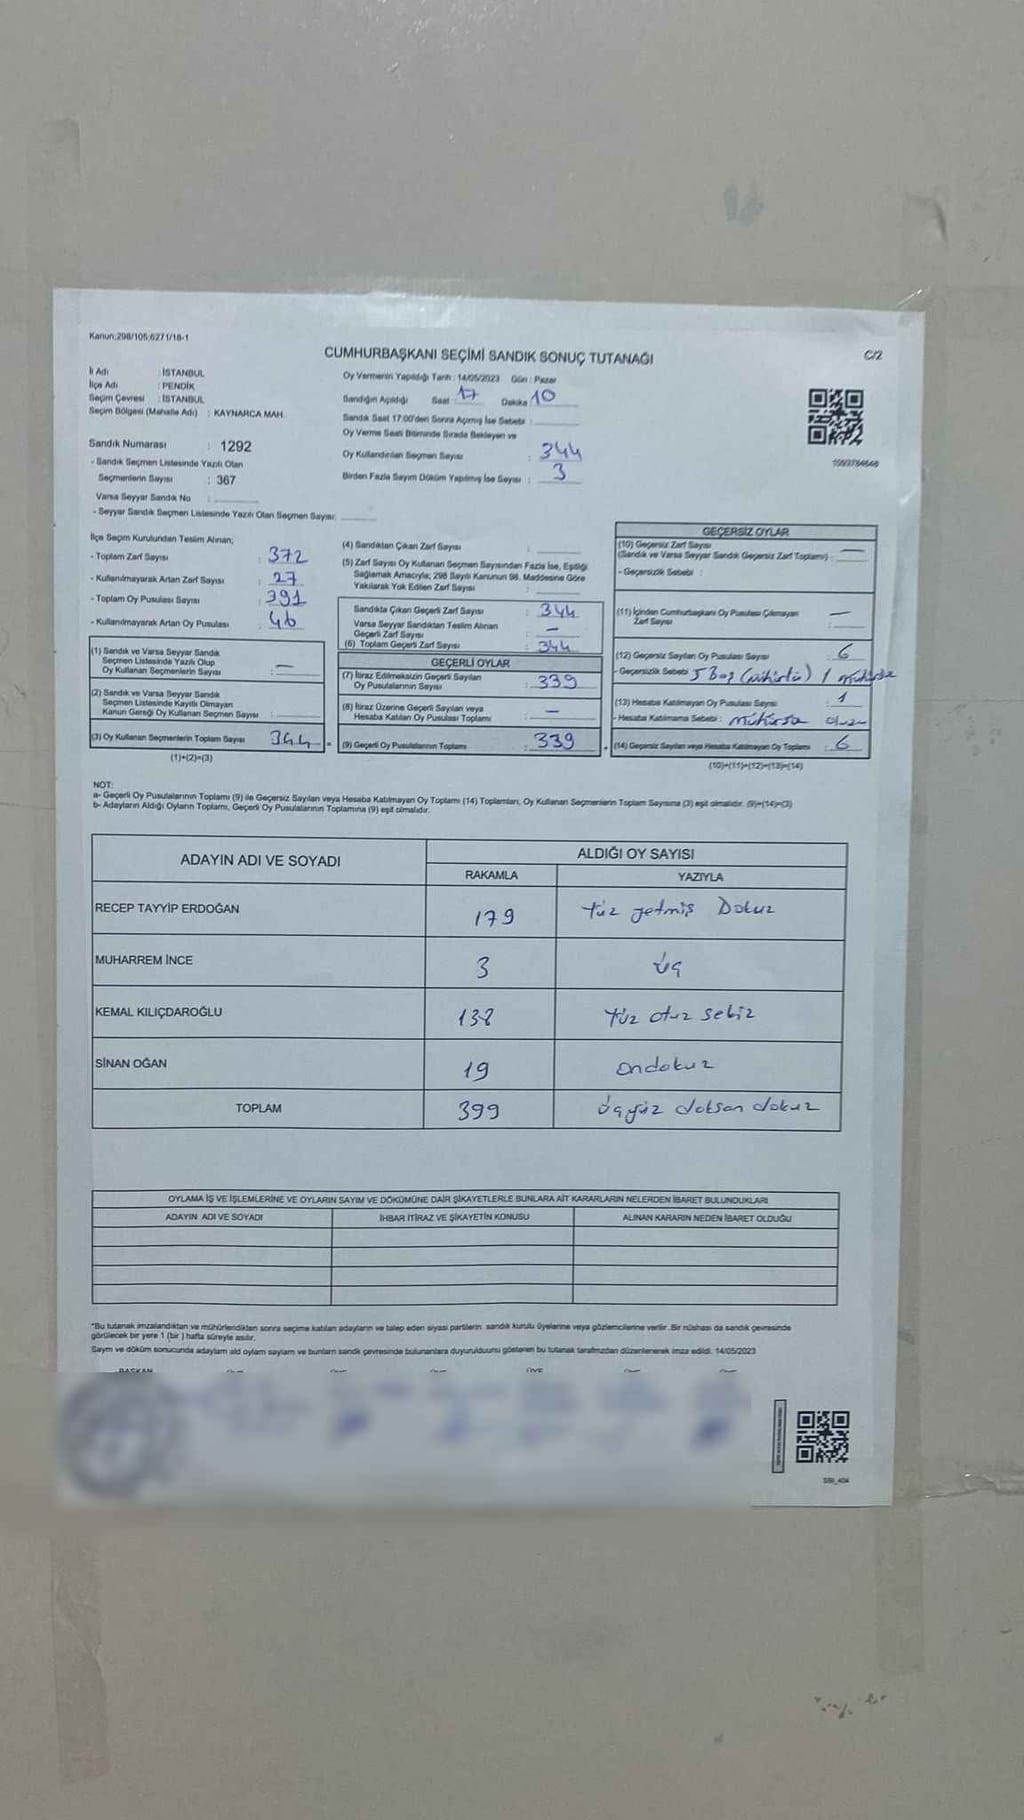 Kanun:298/105;6271/18-1
CUMHURBAŞKANI SEÇİMİ SANDIK SONUÇ TUTANAĞI
C/2
İl Adı : İSTANBUL
İlçe Adı : PENDİK
Seçim Çevresi : İSTANBUL
Seçim Bölgesi (Mahalle Adı) : KAYNARCA MAH.
Oy Vermenin Yapıldığı Tarih : 14/05/2023 Gün : Pazar
Sandığın Açıldığı Saat 17 Dakika 10
Sandık Saat 17:00'den Sonra Açılmış İse Sebebi :
Oy Verme Saati Bitiminde Sırada Bekleyen ve
Oy Kullandırılan Seçmen Sayısı : 344
Birden Fazla Sayım Döküm Yapılmış İse Sayısı : 3
1093784646
Sandık Numarası : 1292
- Sandık Seçmen Listesinde Yazılı Olan
Seçmenlerin Sayısı : 367
Varsa Seyyar Sandık No :
- Seyyar Sandık Seçmen Listesinde Yazılı Olan Seçmen Sayısı:
İlçe Seçim Kurulundan Teslim Alınan;
- Toplam Zarf Sayısı : 372
- Kullanılmayarak Artan Zarf Sayısı : 27
- Toplam Oy Pusulası Sayısı : 391
- Kullanılmayarak Artan Oy Pusulası : 46
(1) Sandık ve Varsa Seyyar Sandık
Seçmen Listesinde Yazılı Olup
Oy Kullanan Seçmenlerin Sayısı : —
(2) Sandık ve Varsa Seyyar Sandık
Seçmen Listesinde Kayıtlı Olmayan
Kanun Gereği Oy Kullanan Seçmen Sayısı :
(3) Oy Kullanan Seçmenlerin Toplam Sayısı 344
(1)+(2)=(3)
(4) Sandıktan Çıkan Zarf Sayısı :
(5) Zarf Sayısı Oy Kullanan Seçmen Sayısından Fazla İse, Eşitliği
Sağlamak Amacıyla; 298 Sayılı Kanunun 98. Maddesine Göre
Yakılarak Yok Edilen Zarf Sayısı :
Sandıkta Çıkan Geçerli Zarf Sayısı : 344
Varsa Seyyar Sandıktan Teslim Alınan
Geçerli Zarf Sayısı : —
(6) Toplam Geçerli Zarf Sayısı : 344
GEÇERLİ OYLAR
(7) İtiraz Edilmeksizin Geçerli Sayılan
Oy Pusulalarının Sayısı : 339
(8) İtiraz Üzerine Geçerli Sayılan veya
Hesaba Katılan Oy Pusulası Toplamı : —
(9) Geçerli Oy Pusulalarının Toplamı : 339
GEÇERSİZ OYLAR
(10) Geçersiz Zarf Sayısı
(Sandık ve Varsa Seyyar Sandık Geçersiz Zarf Toplamı) : —
- Geçersizlik Sebebi :
(11) İçinden Cumhurbaşkanı Oy Pusulası Çıkmayan
Zarf Sayısı : —
(12) Geçersiz Sayılan Oy Pusulası Sayısı : 6
- Geçersizlik Sebebi : 5 Boş 1
(13) Hesaba Katılmayan Oy Pusulası Sayısı : 1
- Hesaba Katılmama Sebebi :
(14) Geçersiz Sayılan veya Hesaba Katılmayan Oy Toplamı : 6
(10)+(11)+(12)+(13)=(14)
NOT:
a- Geçerli Oy Pusulalarının Toplamı (9) ile Geçersiz Sayılan veya Hesaba Katılmayan Oy Toplamı (14) Toplamları, Oy Kullanan Seçmenlerin Toplam Sayısına (3) eşit olmalıdır. (9)+(14)=(3)
b- Adayların Aldığı Oyların Toplamı, Geçerli Oy Pusulalarının Toplamına (9) eşit olmalıdır.
ADAYIN ADI VE SOYADI
ALDIĞI OY SAYISI
RAKAMLA YAZIYLA
RECEP TAYYİP ERDOĞAN 179 Yüz yetmiş Dokuz
MUHARREM İNCE 3 üç
KEMAL KILIÇDAROĞLU 138 Yüz otuz sekiz
SİNAN OĞAN 19 ondokuz
TOPLAM 399 üçyüz doksan dokuz
OYLAMA İŞ VE İŞLEMLERİNE VE OYLARIN SAYIM VE DÖKÜMÜNE DAİR ŞİKAYETLERLE BUNLARA AİT KARARLARIN NELERDEN İBARET BULUNDUKLARI
ADAYIN ADI VE SOYADI İHBAR İTİRAZ VE ŞİKAYETİN KONUSU ALINAN KARARIN NEDEN İBARET OLDUĞU
*Bu tutanak imzalandıktan ve mühürlendikten sonra seçime katılan adayların ve talep eden siyasi partilerin sandık kurulu üyelerine veya gözlemcilerine verilir. Bir nüshası da sandık çevresinde
görülecek bir yere 1 (bir) hafta süreyle asılır.
Sayım ve döküm sonucunda adayların aldığı oyların sayıları ve bunların sandık çevresinde bulunanlara duyurulduğunu gösteren bu tutanak tarafımızdan düzenlenerek imza edildi. 14/05/2023
BAŞKAN
ÜYE
SBI_404